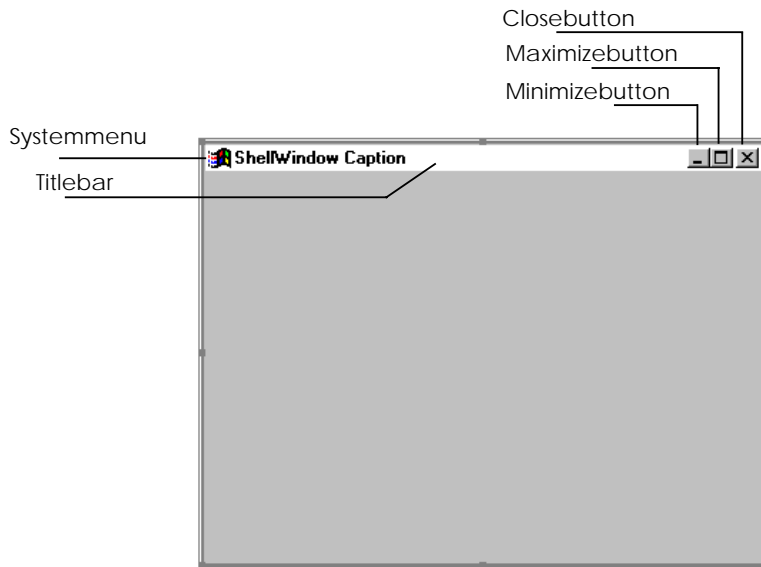 Closebutton
Maximizebutton
Minimizebutton
Systemmenu
ShellWindow Caption
Titlebar